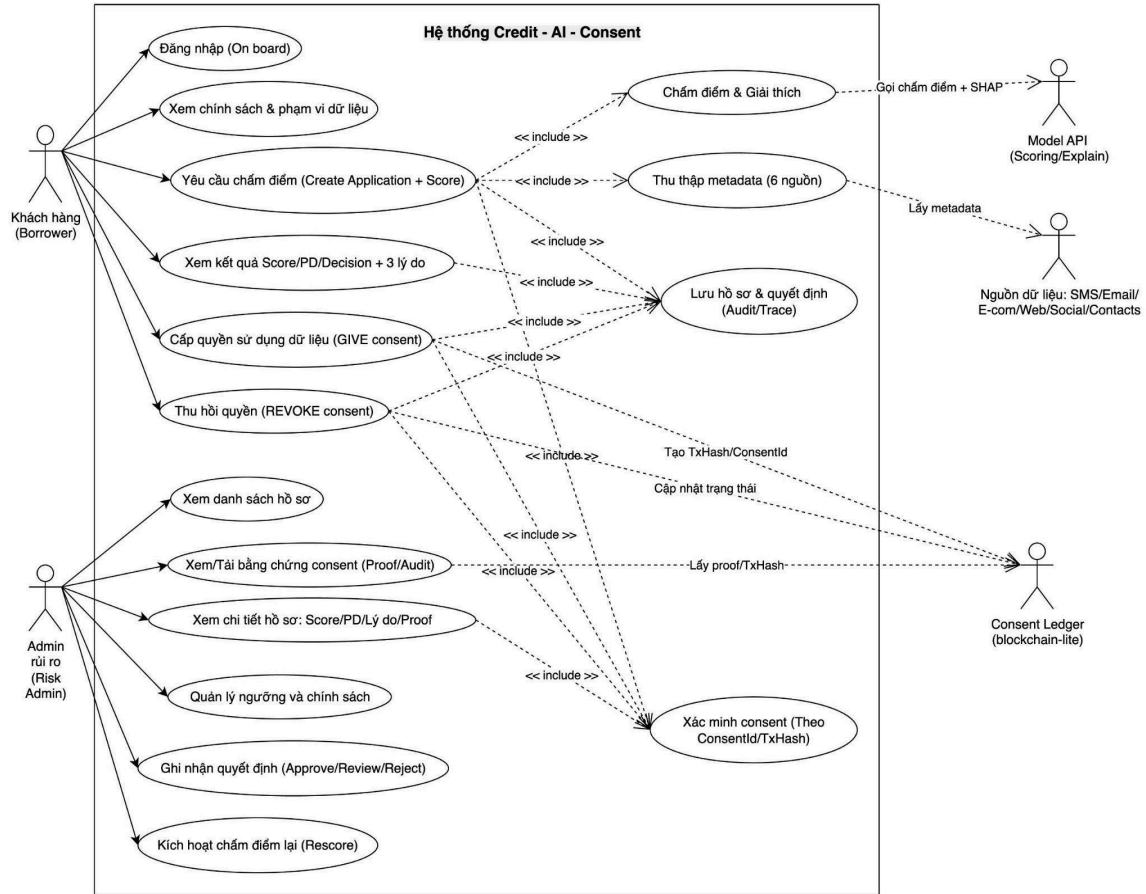 Hệ thống Credit - AI - Consent
Đăng nhập (On board)
Xem chính sách & phạm vi dữ liệu
Yêu cầu chấm điểm (Create Application + Score)
Xem kết quả Score/PD/Decision + 3 lý do
Cấp quyền sử dụng dữ liệu (GIVE consent)
Thu hồi quyền (REVOKE consent)
Khách hàng
(Borrower)
Xem danh sách hồ sơ
Xem/Tải bằng chứng consent (Proof/Audit)
Xem chi tiết hồ sơ: Score/PD/Lý do/Proof
Quản lý ngưỡng và chính sách
Ghi nhận quyết định (Approve/Review/Reject)
Kích hoạt chấm điểm lại (Rescore)
Admin
rủi ro
(Risk
Admin)
<< include >>
<< include >>
<< include >>
<< include >>
<< include >>
<< include >>
<< include >>
<< include >>
<< include >>
<< include >>
<< include >>
Chấm điểm & Giải thích
Thu thập metadata (6 nguồn)
Lưu hồ sơ & quyết định
(Audit/Trace)
Xác minh consent (Theo
ConsentId/TxHash)
Gọi chấm điểm + SHAP
Lấy metadata
Tạo TxHash/ConsentId
Cập nhật trạng thái
Lấy proof/TxHash
Model API
(Scoring/Explain)
Nguồn dữ liệu: SMS/Email/
E-com/Web/Social/Contacts
Consent Ledger
(blockchain-lite)